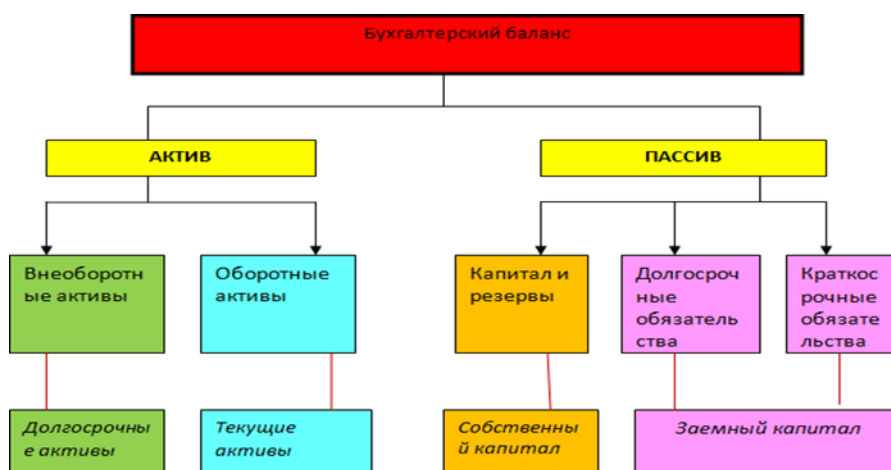 Бухгалтерский баланс
АКТИВ
ПАССИВ
Внеоборотн
ые активы
Оборотные
активы
Капитал и
резервы
Долгосроч
ные
обязатель
ства
Краткос
рочные
обязате
льства
Долгосрочны
е активы
Текущие
активы
Собственны
й капитал
Заемный капитал